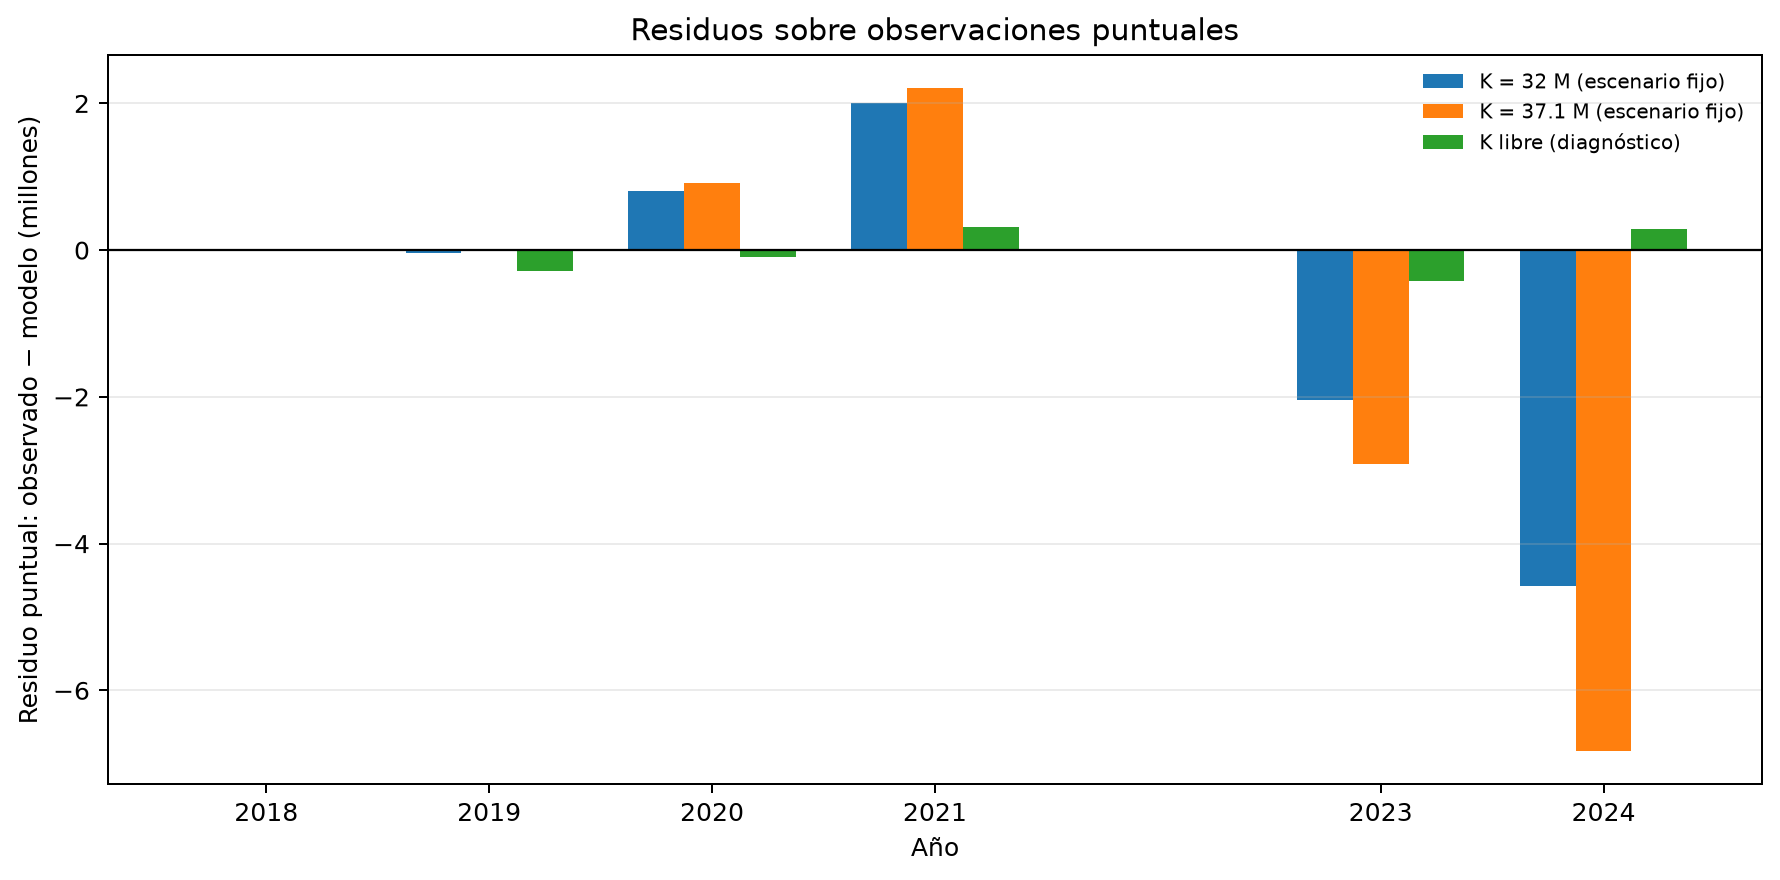 Residuos sobre observaciones puntuales
K = 32 M (escenario fijo)
K = 37.1 M (escenario fijo)
K libre (diagnóstico)
Residuo puntual: observado − modelo (millones)
2
0
−2
−4
−6
2018
2019
2020
2021
2023
2024
Año